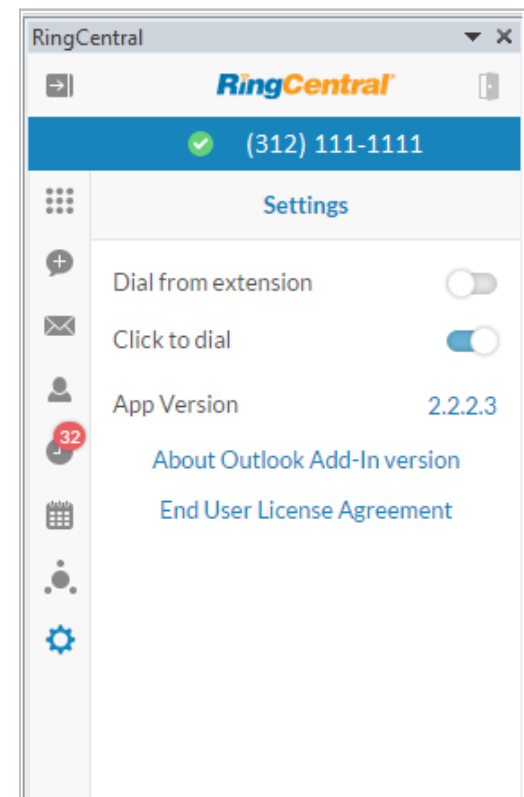 RingCentral
RingCentral
(312) 111-1111
Settings
Dial from extension
Click to dial
32
App Version 2.2.2.3
About Outlook Add-In version
End User License Agreement